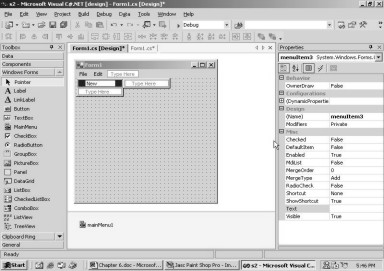 s2 - Microsoft Visual C#.NET [design] - Form1.cs [Design]*
File Edit View Project Build Debug Data Tools Window Help
Debug
Toolbox
Data
Components
Windows Forms
Pointer
Label
LinkLabel
Button
TextBox
MainMenu
CheckBox
RadioButton
GroupBox
PictureBox
Panel
DataGrid
ListBox
CheckedListBox
ComboBox
ListView
TreeView
Clipboard Ring
General
Form1.cs [Design]* Form1.cs*
Form1
File Edit Type Here
New Type Here
Type Here
mainMenu1
Properties
menuItem3 System.Windows.Forms.
Behavior
OwnerDraw False
Configurations
(DynamicPropertie
Design
(Name) menuItem3
Modifiers Private
Misc
Checked False
DefaultItem False
Enabled True
MdiList False
MergeOrder 0
MergeType Add
RadioCheck False
Shortcut None
ShowShortcut True
Text
Visible True
Ready
Start Chapter 6.doc - Microsof... Jasc Paint Shop Pro - Im... s2 - Microsoft Visual C... 5:46 PM